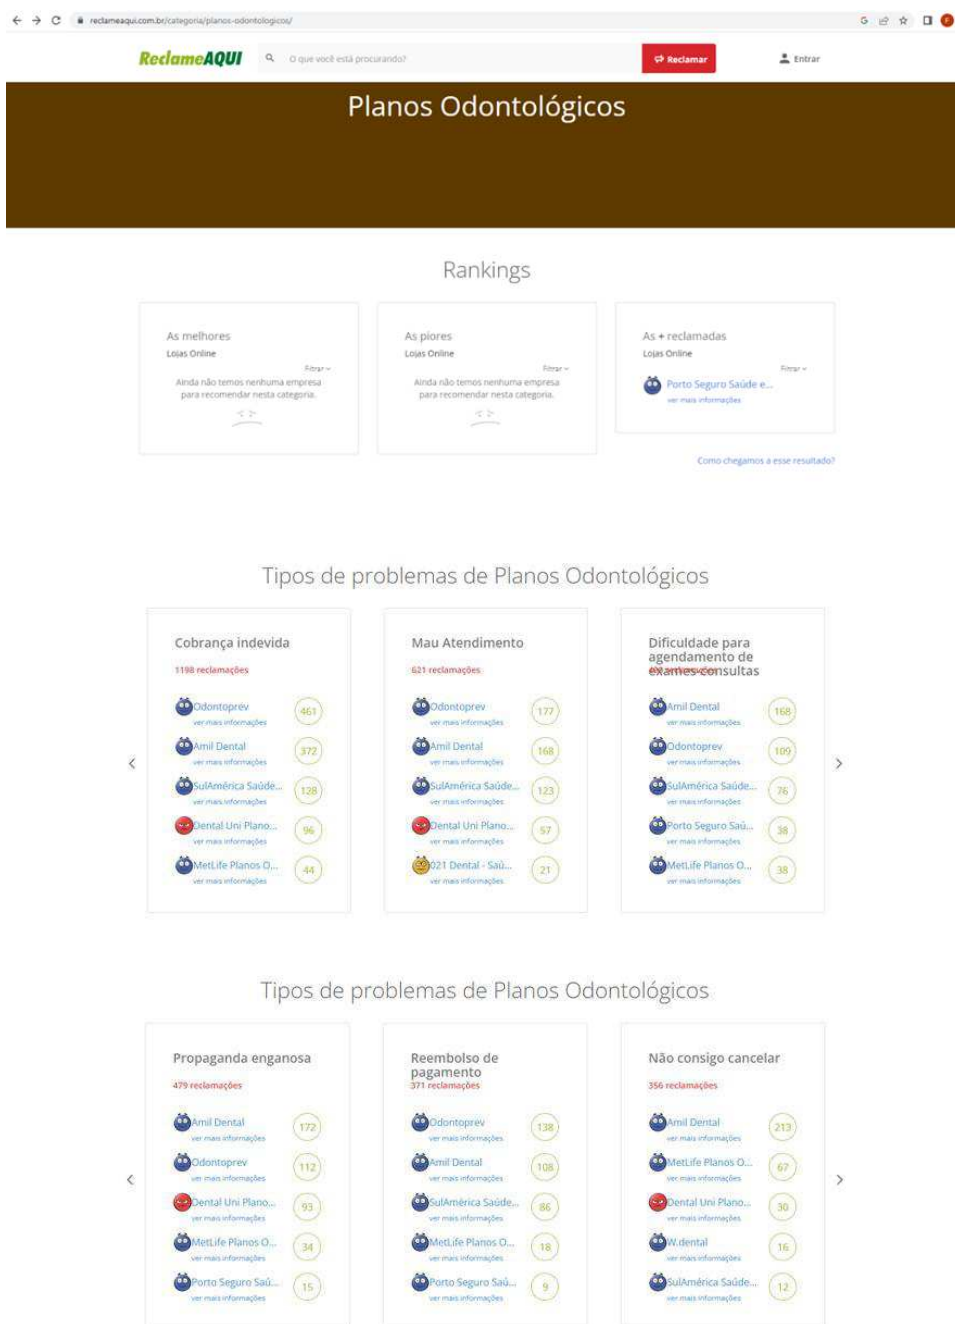 reclameaqui.com.br/categoria/planos-odontologicos/
ReclameAQUI
O que você está procurando?
Reclamar
Entrar
Planos Odontológicos
Rankings
As melhores
Lojas Online
Filtrar
Ainda não temos nenhuma empresa
para recomendar nesta categoria.
As piores
Lojas Online
Filtrar
Ainda não temos nenhuma empresa
para recomendar nesta categoria.
As + reclamadas
Lojas Online
Filtrar
Porto Seguro Saúde e...
ver mais informações
Como chegamos a esse resultado?
Tipos de problemas de Planos Odontológicos
Cobrança indevida
1198 reclamações
Odontoprev
ver mais informações
461
Amil Dental
ver mais informações
372
SulAmérica Saúde...
ver mais informações
128
Dental Uni Plano...
ver mais informações
96
MetLife Planos O...
ver mais informações
44
Mau Atendimento
621 reclamações
Odontoprev
ver mais informações
177
Amil Dental
ver mais informações
168
SulAmérica Saúde...
ver mais informações
123
Dental Uni Plano...
ver mais informações
57
021 Dental - Saú...
ver mais informações
21
Dificuldade para
agendamento de
exames consultas
reclamações
Amil Dental
ver mais informações
168
Odontoprev
ver mais informações
109
SulAmérica Saúde...
ver mais informações
76
Porto Seguro Saú...
ver mais informações
38
MetLife Planos O...
ver mais informações
38
Tipos de problemas de Planos Odontológicos
Propaganda enganosa
479 reclamações
Amil Dental
ver mais informações
172
Odontoprev
ver mais informações
112
Dental Uni Plano...
ver mais informações
93
MetLife Planos O...
ver mais informações
34
Porto Seguro Saú...
ver mais informações
15
Reembolso de
pagamento
371 reclamações
Odontoprev
ver mais informações
138
Amil Dental
ver mais informações
108
SulAmérica Saúde...
ver mais informações
86
MetLife Planos O...
ver mais informações
18
Porto Seguro Saú...
ver mais informações
9
Não consigo cancelar
356 reclamações
Amil Dental
ver mais informações
213
MetLife Planos O...
ver mais informações
67
Dental Uni Plano...
ver mais informações
30
W.dental
ver mais informações
16
SulAmérica Saúde...
ver mais informações
12